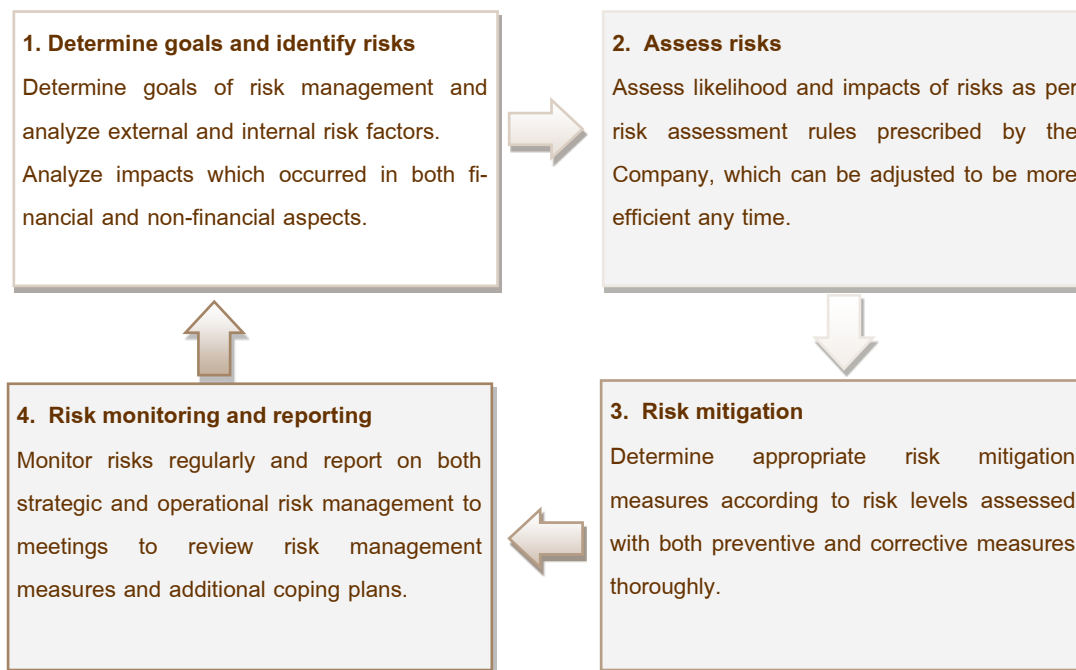 1. Determine goals and identify risks
Determine goals of risk management and
analyze external and internal risk factors.
Analyze impacts which occurred in both fi-
nancial and non-financial aspects.
2. Assess risks
Assess likelihood and impacts of risks as per
risk assessment rules prescribed by the
Company, which can be adjusted to be more
efficient any time.
3. Risk mitigation
Determine appropriate risk mitigation
measures according to risk levels assessed
with both preventive and corrective measures
thoroughly.
4. Risk monitoring and reporting
Monitor risks regularly and report on both
strategic and operational risk management to
meetings to review risk management
measures and additional coping plans.